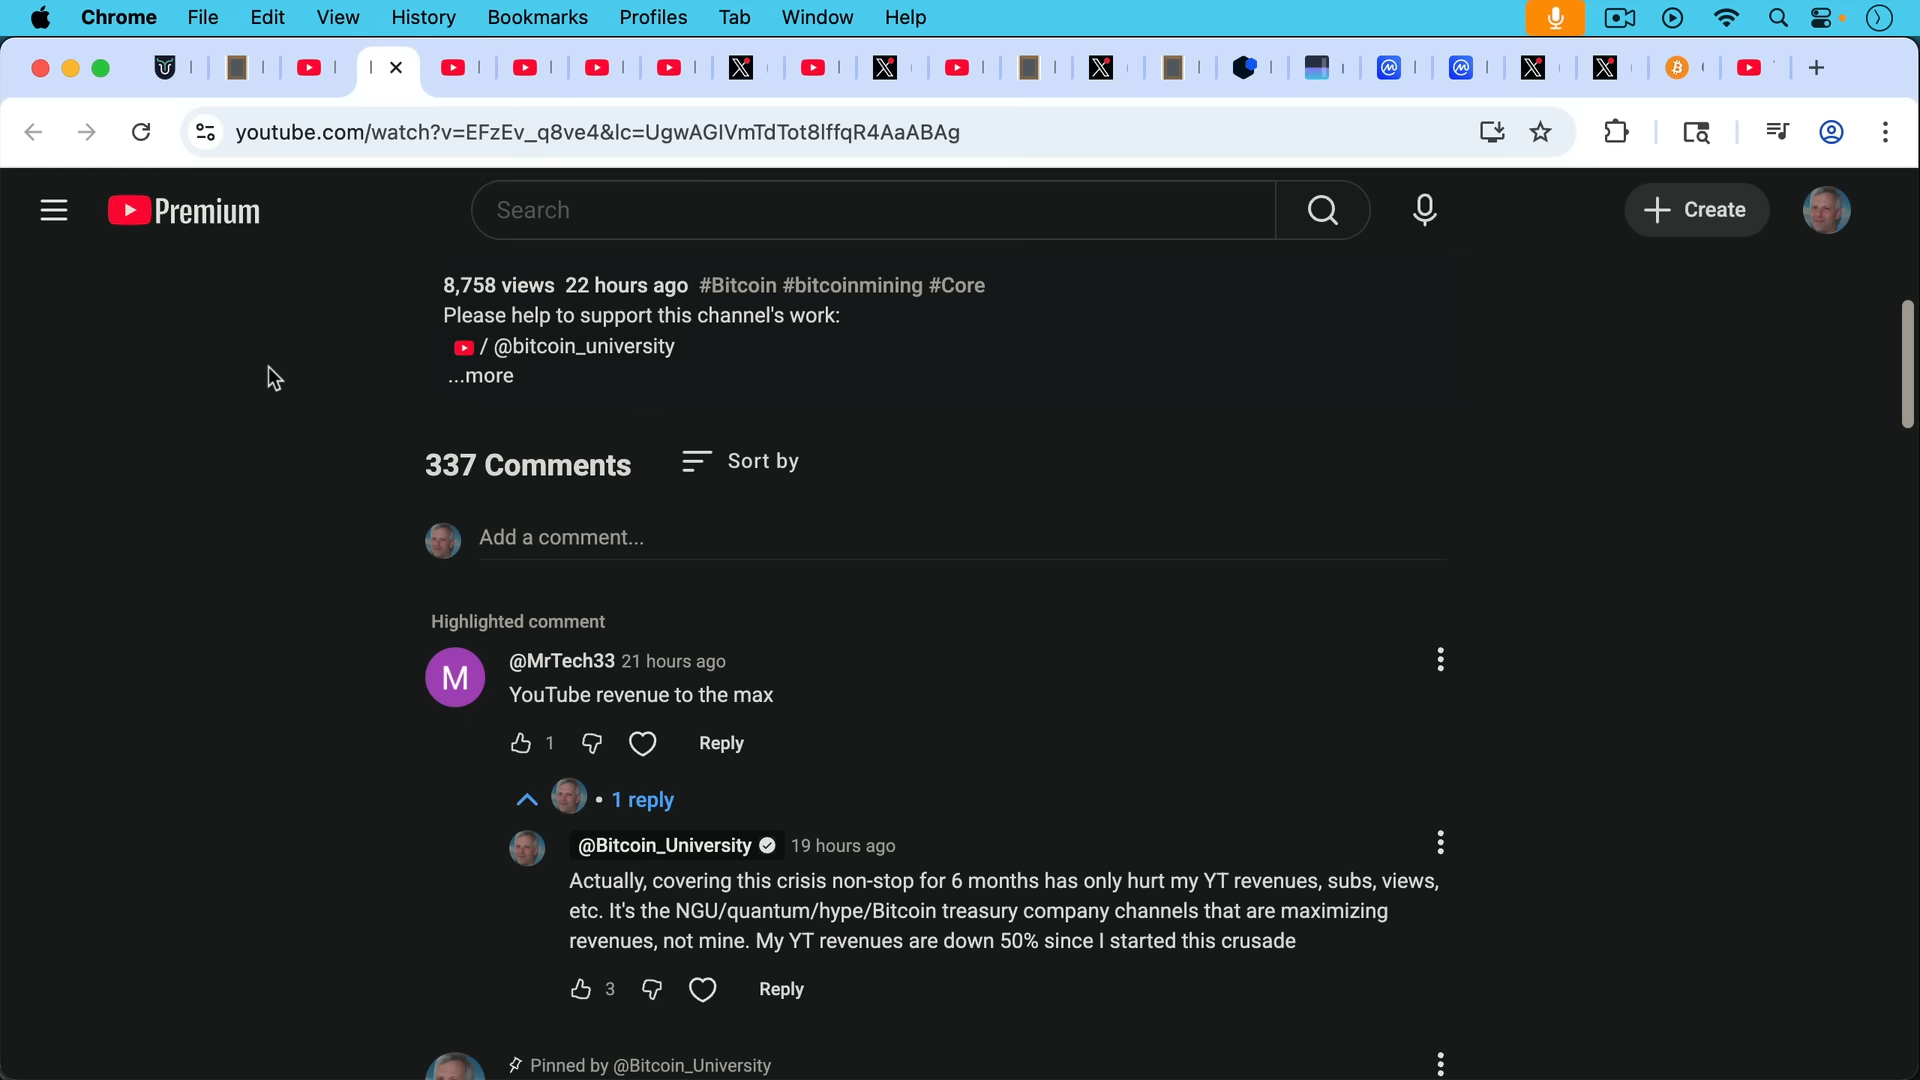 Chrome File Edit View History Bookmarks Profiles Tab Window Help
youtube.com/watch?v=EFzEv_q8ve4&lc=UgwAGIVmTdTot8lffqR4AaABAg
Premium
Search
Create
8,758 views 22 hours ago #Bitcoin #bitcoinmining #Core
Please help to support this channel's work:
/ @bitcoin_university
...more
337 Comments
Sort by
Add a comment...
Highlighted comment
M
@MrTech33 21 hours ago
YouTube revenue to the max
1
Reply
• 1 reply
@Bitcoin_University 19 hours ago
Actually, covering this crisis non-stop for 6 months has only hurt my YT revenues, subs, views,
etc. It's the NGU/quantum/hype/Bitcoin treasury company channels that are maximizing
revenues, not mine. My YT revenues are down 50% since I started this crusade
3
Reply
Pinned by @Bitcoin_University